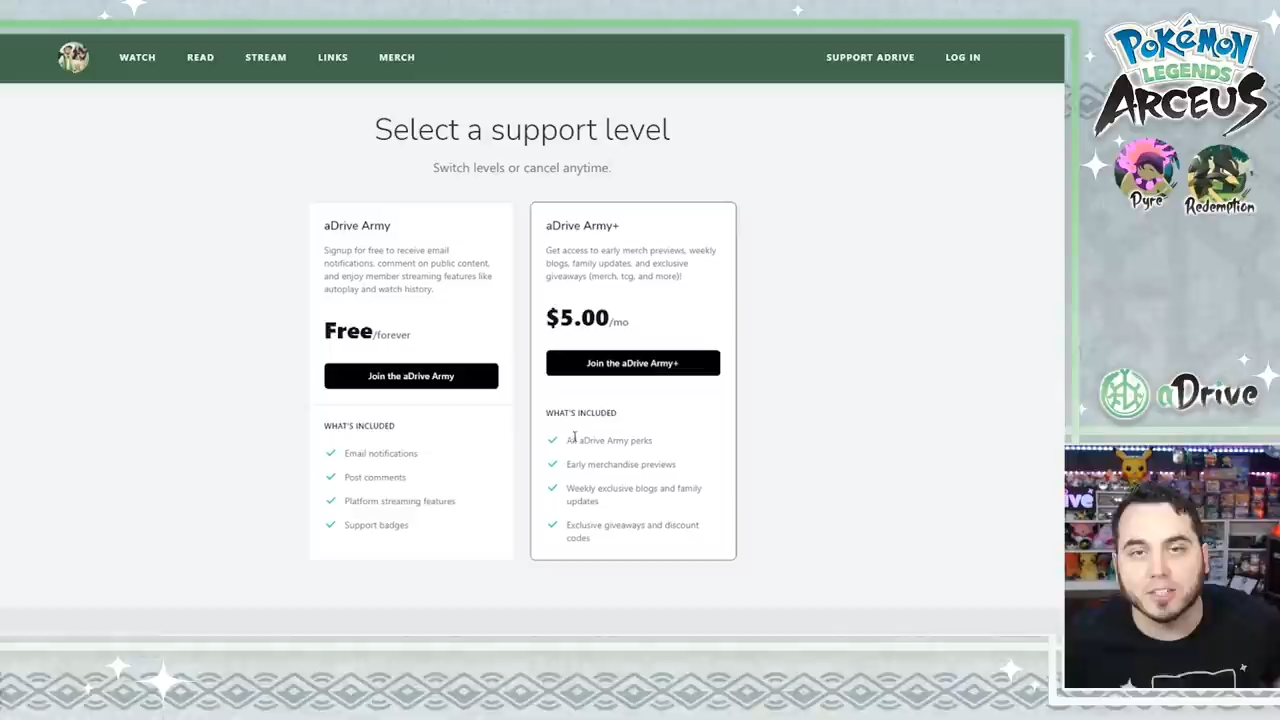 WATCH READ STREAM LINKS MERCH SUPPORT ADRIVE LOG IN
Select a support level
Switch levels or cancel anytime.
aDrive Army
Signup for free to receive email
notifications, comment on public content,
and enjoy member streaming features like
autoplay and watch history.
Free/forever
Join the aDrive Army
WHAT'S INCLUDED
Email notifications
Post comments
Platform streaming features
Support badges
aDrive Army+
Get access to early merch previews, weekly
blogs, family updates, and exclusive
giveaways (merch, tcg, and more)!
$5.00/mo
Join the aDrive Army+
WHAT'S INCLUDED
All aDrive Army perks
Early merchandise previews
Weekly exclusive blogs and family
updates
Exclusive giveaways and discount
codes
POKéMON
LEGENDS
ARCEUS
Pyre
Redemption
aDrive
ive